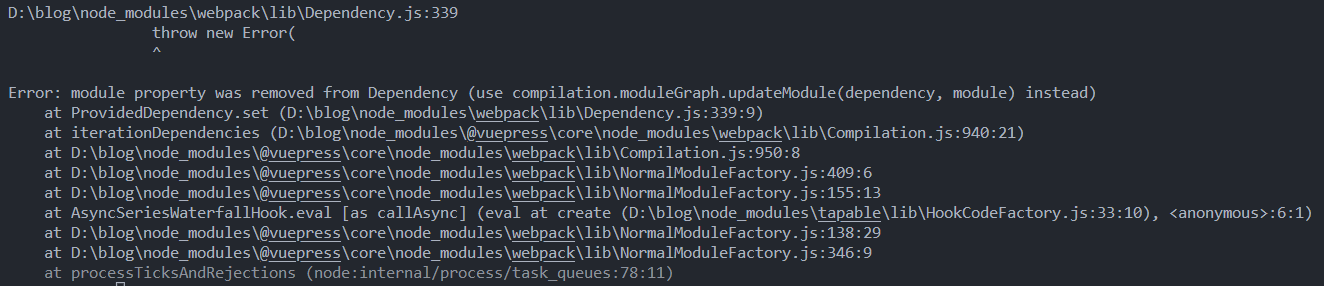 D:\blog\node_modules\webpack\lib\Dependency.js:339
throw new Error(
^
Error: module property was removed from Dependency (use compilation.moduleGraph.updateModule(dependency, module) instead)
at ProvidedDependency.set (D:\blog\node_modules\webpack\lib\Dependency.js:339:9)
at iterationDependencies (D:\blog\node_modules\@vuepress\core\node_modules\webpack\lib\Compilation.js:940:21)
at D:\blog\node_modules\@vuepress\core\node_modules\webpack\lib\Compilation.js:950:8
at D:\blog\node_modules\@vuepress\core\node_modules\webpack\lib\NormalModuleFactory.js:409:6
at D:\blog\node_modules\@vuepress\core\node_modules\webpack\lib\NormalModuleFactory.js:155:13
at AsyncSeriesWaterfallHook.eval [as callAsync] (eval at create (D:\blog\node_modules\tapable\lib\HookCodeFactory.js:33:10), <anonymous>:6:1)
at D:\blog\node_modules\@vuepress\core\node_modules\webpack\lib\NormalModuleFactory.js:138:29
at D:\blog\node_modules\@vuepress\core\node_modules\webpack\lib\NormalModuleFactory.js:346:9
at processTicksAndRejections (node:internal/process/task_queues:78:11)